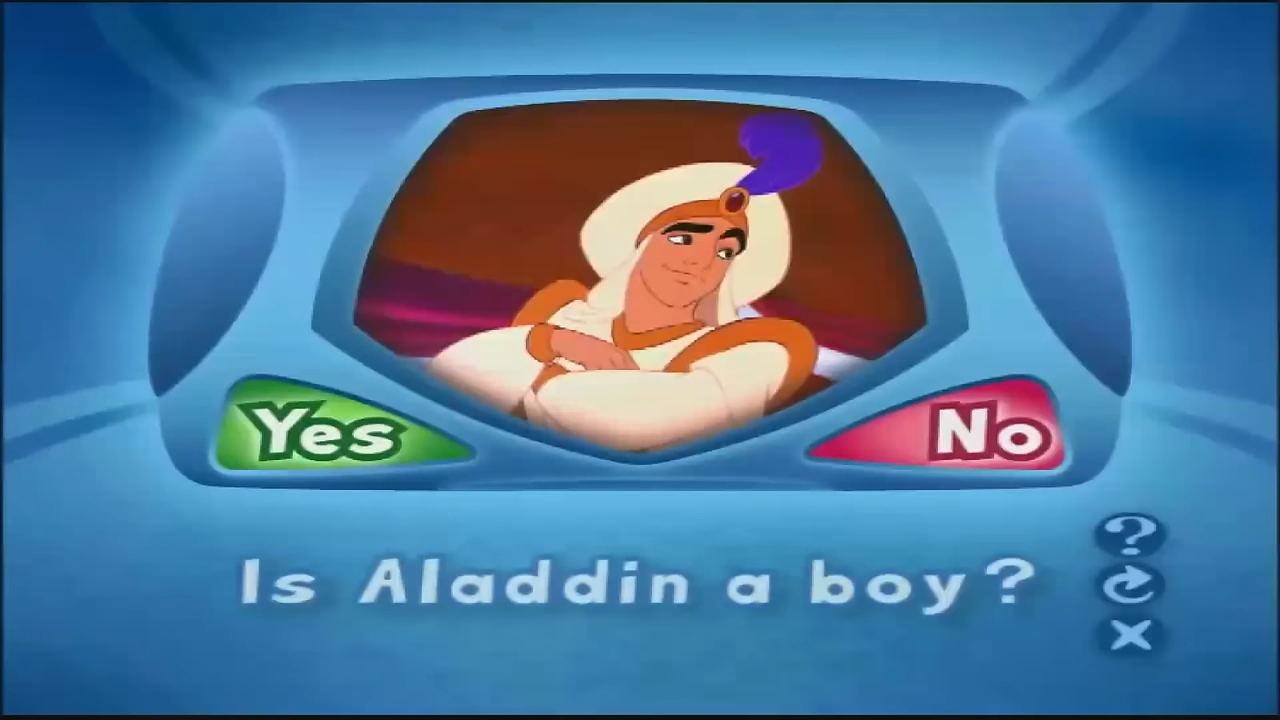 Yes
No
Is Aladdin a boy?
?
X